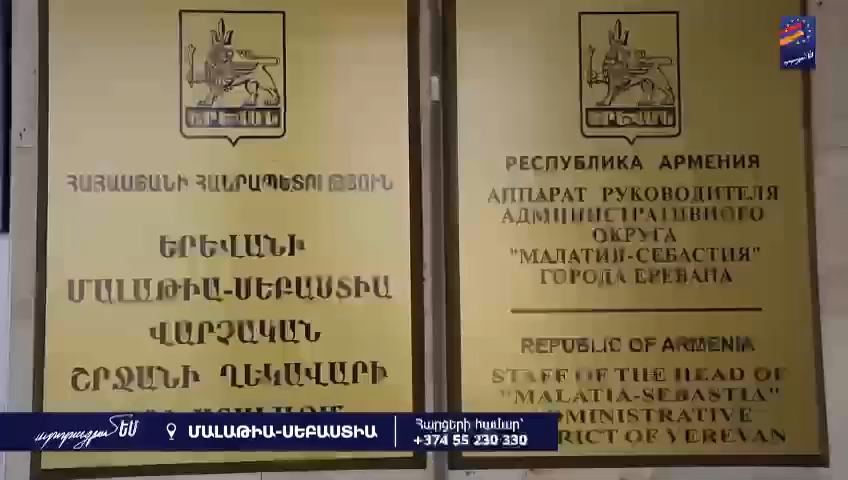 ԵՐԵՎԱՆ
ՀԱՅԱՍՏԱՆԻ ՀԱՆՐԱՊԵՏՈՒԹՅՈՒՆ
ԵՐԵՎԱՆԻ
ՄԱԼԱԹԻԱ-ՍԵԲԱՍՏԻԱ
ՎԱՐՉԱԿԱՆ
ՇՐՋԱՆԻ ՂԵԿԱՎԱՐԻ
ԵՐԵՎԱՆ
РЕСПУБЛИКА АРМЕНИЯ
АППАРАТ РУКОВОДИТЕЛЯ
АДМИНИСТРАТИВНОГО
ОКРУГА
"МАЛАТИЯ-СЕБАСТИЯ"
ГОРОДА ЕРЕВАНА
REPUBLIC OF ARMENIA
STAFF OF THE HEAD OF
"MALATIA-SEBASTIA"
ADMINISTRATIVE
DISTRICT OF YEREVAN
ԵՄ
ՄԱԼԱԹԻԱ-ՍԵԲԱՍՏԻԱ
Հարցերի համար՝
+374 55 230 330